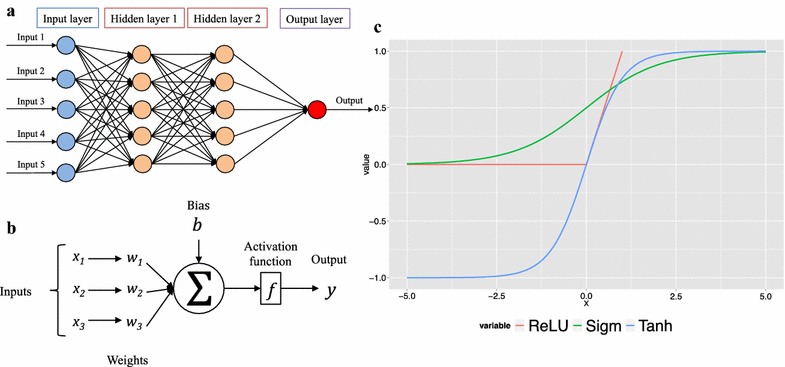 a
Input layer
Hidden layer 1
Hidden layer 2
Output layer
Input 1
Input 2
Input 3
Input 4
Input 5
Output
b
Bias
b
Inputs
x1
w1
x2
w2
x3
w3
Σ
Activation
function
f
Output
y
Weights
c
1.0
0.5
0.0
−0.5
−1.0
value
−5.0
−2.5
0.0
2.5
5.0
X
variable
ReLU
Sigm
Tanh